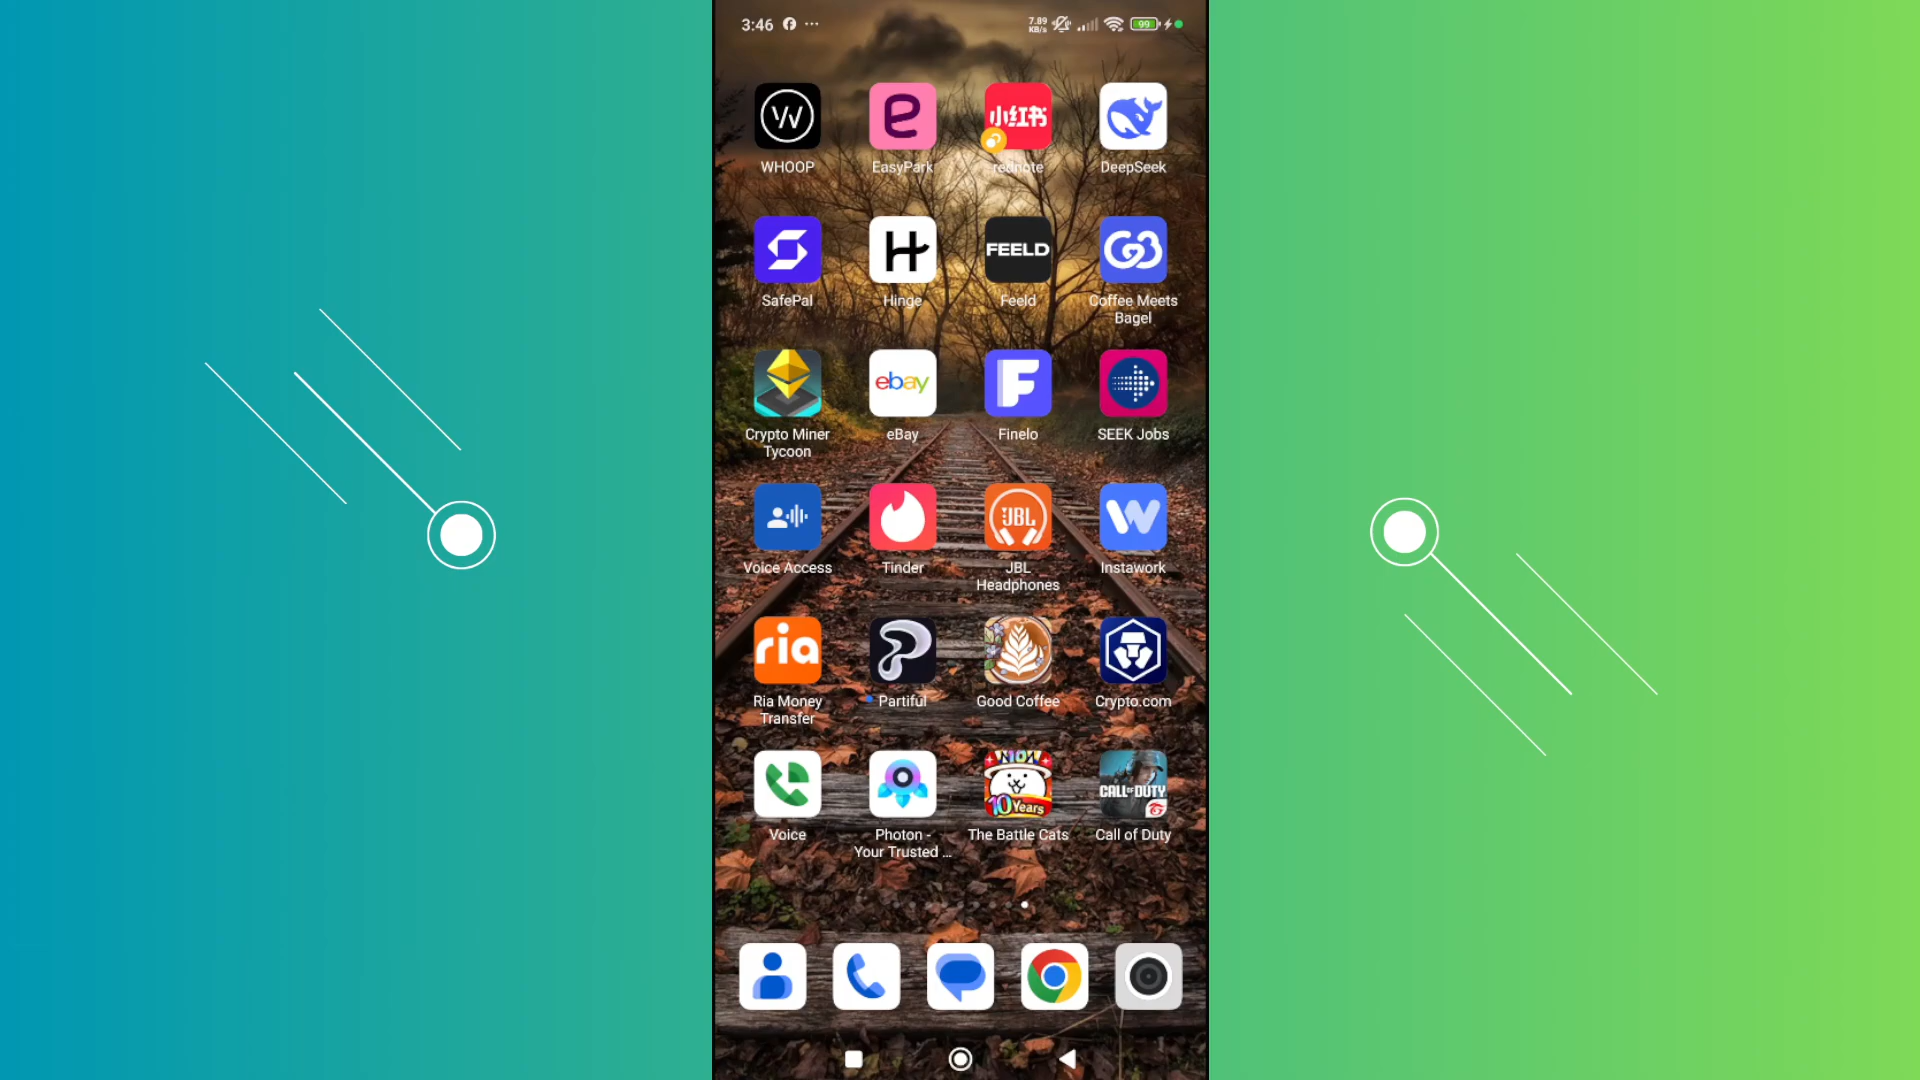 3:46
7.89
KB/s
99
小红书
WHOOP
EasyPark
rednote
DeepSeek
FEELD
SafePal
Hinge
Feeld
Coffee Meets
Bagel
ebay
Crypto Miner
Tycoon
eBay
Finelo
SEEK Jobs
JBL
Voice Access
Tinder
JBL
Headphones
Instawork
ria
Ria Money
Transfer
Partiful
Good Coffee
Crypto.com
10 Years
CALL OF DUTY
Voice
Photon -
Your Trusted ...
The Battle Cats
Call of Duty